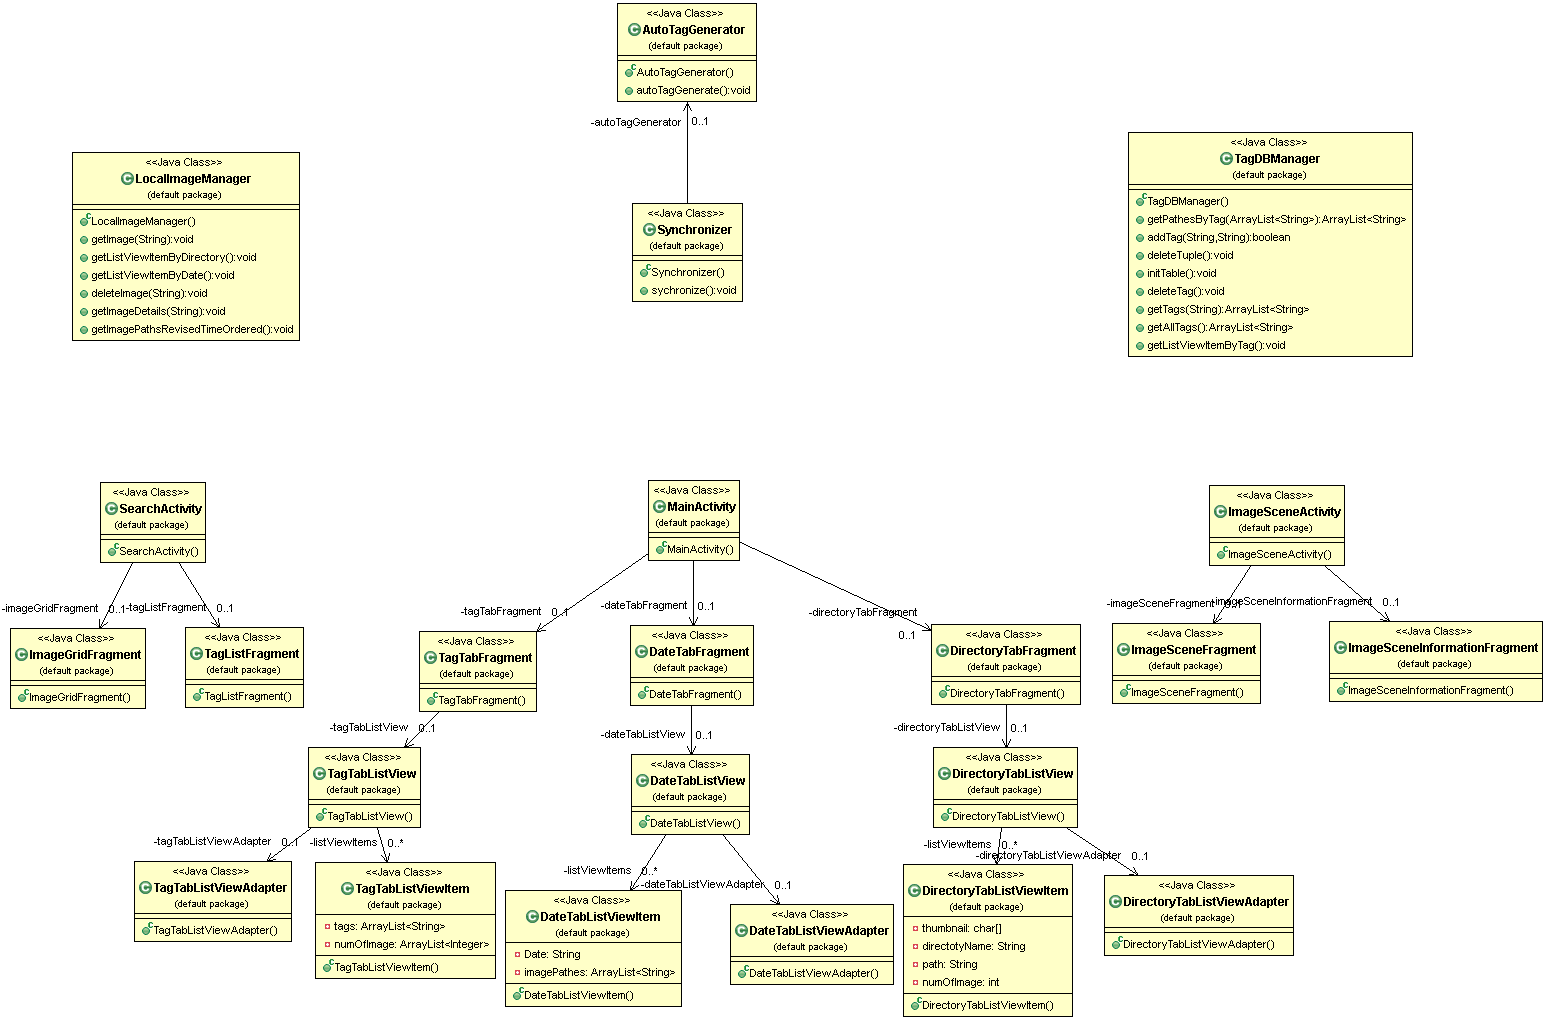 <<Java Class>>
AutoTagGenerator
(default package)
AutoTagGenerator()
autoTagGenerate():void
-autoTagGenerator 0..1
<<Java Class>>
LocalImageManager
(default package)
LocalImageManager()
getImage(String):void
getListViewItemByDirectory():void
getListViewItemByDate():void
deleteImage(String):void
getImageDetails(String):void
getImagePathsRevisedTimeOrdered():void
<<Java Class>>
Synchronizer
(default package)
Synchronizer()
sychronize():void
<<Java Class>>
TagDBManager
(default package)
TagDBManager()
getPathesByTag(ArrayList<String>):ArrayList<String>
addTag(String,String):boolean
deleteTuple():void
initTable():void
deleteTag():void
getTags(String):ArrayList<String>
getAllTags():ArrayList<String>
getListViewItemByTag():void
<<Java Class>>
SearchActivity
(default package)
SearchActivity()
-imageGridFragment 0..1
-tagListFragment 0..1
<<Java Class>>
ImageGridFragment
(default package)
ImageGridFragment()
<<Java Class>>
TagListFragment
(default package)
TagListFragment()
<<Java Class>>
MainActivity
(default package)
MainActivity()
-tagTabFragment 0..1
-dateTabFragment 0..1
-directoryTabFragment
0..1
<<Java Class>>
TagTabFragment
(default package)
TagTabFragment()
<<Java Class>>
DateTabFragment
(default package)
DateTabFragment()
<<Java Class>>
DirectoryTabFragment
(default package)
DirectoryTabFragment()
<<Java Class>>
ImageSceneActivity
(default package)
ImageSceneActivity()
-imageSceneFragment 0..1
-imageSceneInformationFragment 0..1
<<Java Class>>
ImageSceneFragment
(default package)
ImageSceneFragment()
<<Java Class>>
ImageSceneInformationFragment
(default package)
ImageSceneInformationFragment()
-tagTabListView 0..1
-dateTabListView 0..1
-directoryTabListView 0..1
<<Java Class>>
TagTabListView
(default package)
TagTabListView()
<<Java Class>>
DateTabListView
(default package)
DateTabListView()
<<Java Class>>
DirectoryTabListView
(default package)
DirectoryTabListView()
-tagTabListViewAdapter 0..1
-listViewItems 0..*
<<Java Class>>
TagTabListViewAdapter
(default package)
TagTabListViewAdapter()
<<Java Class>>
TagTabListViewItem
(default package)
tags: ArrayList<String>
numOfImage: ArrayList<Integer>
TagTabListViewItem()
-listViewItems 0..*
-dateTabListViewAdapter 0..1
<<Java Class>>
DateTabListViewItem
(default package)
Date: String
imagePathes: ArrayList<String>
DateTabListViewItem()
<<Java Class>>
DateTabListViewAdapter
(default package)
DateTabListViewAdapter()
-listViewItems 0..*
-directoryTabListViewAdapter 0..1
<<Java Class>>
DirectoryTabListViewItem
(default package)
thumbnail: char[]
directotyName: String
path: String
numOfImage: int
DirectoryTabListViewItem()
<<Java Class>>
DirectoryTabListViewAdapter
(default package)
DirectoryTabListViewAdapter()